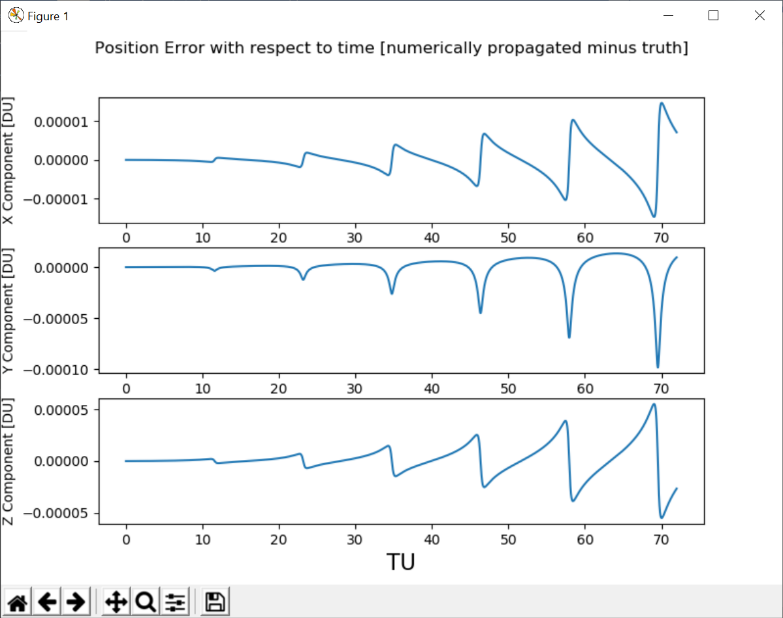 Figure 1
Position Error with respect to time [numerically propagated minus truth]
X Component [DU]
0.00001
0.00000
−0.00001
0 10 20 30 40 50 60 70
Y Component [DU]
0.00000
−0.00005
−0.00010
0 10 20 30 40 50 60 70
Z Component [DU]
0.00005
0.00000
−0.00005
0 10 20 30 40 50 60 70
TU